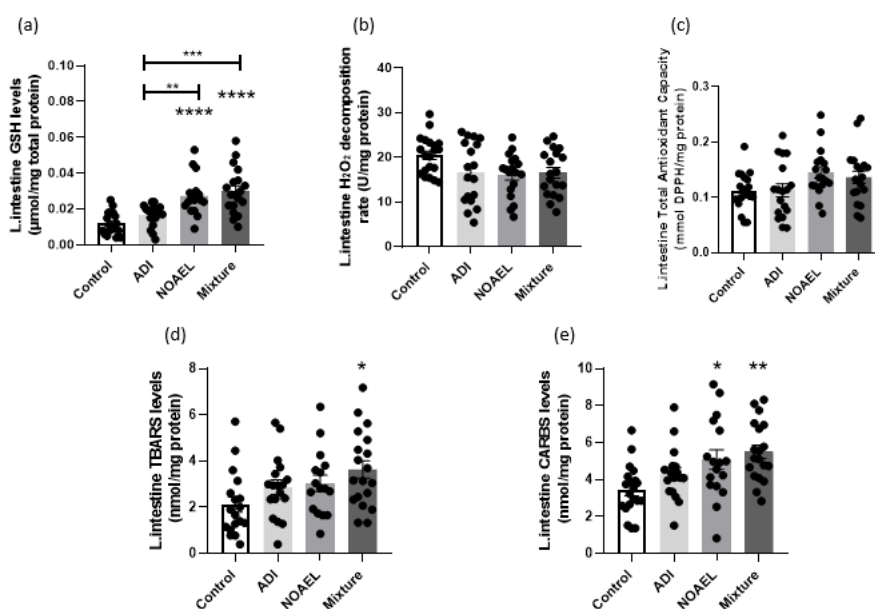 (a)
L.intestine GSH levels
(μmol/mg total protein)
0.10
0.08
0.06
0.04
0.02
0.00
***
**
****
****
Control
ADI
NOAEL
Mixture
(b)
L.intestine H₂O₂ decomposition
rate (U/mg protein)
40
30
20
10
0
Control
ADI
NOAEL
Mixture
(c)
L.intestine Total Antioxidant Capacity
(mmol DPPH/mg protein)
0.3
0.2
0.1
0.0
Control
ADI
NOAEL
Mixture
(d)
L.intestine TBARS levels
(nmol/mg protein)
8
6
4
2
0
*
Control
ADI
NOAEL
Mixture
(e)
L.intestine CARBS levels
(nmol/mg protein)
10
8
6
4
2
0
*
**
Control
ADI
NOAEL
Mixture